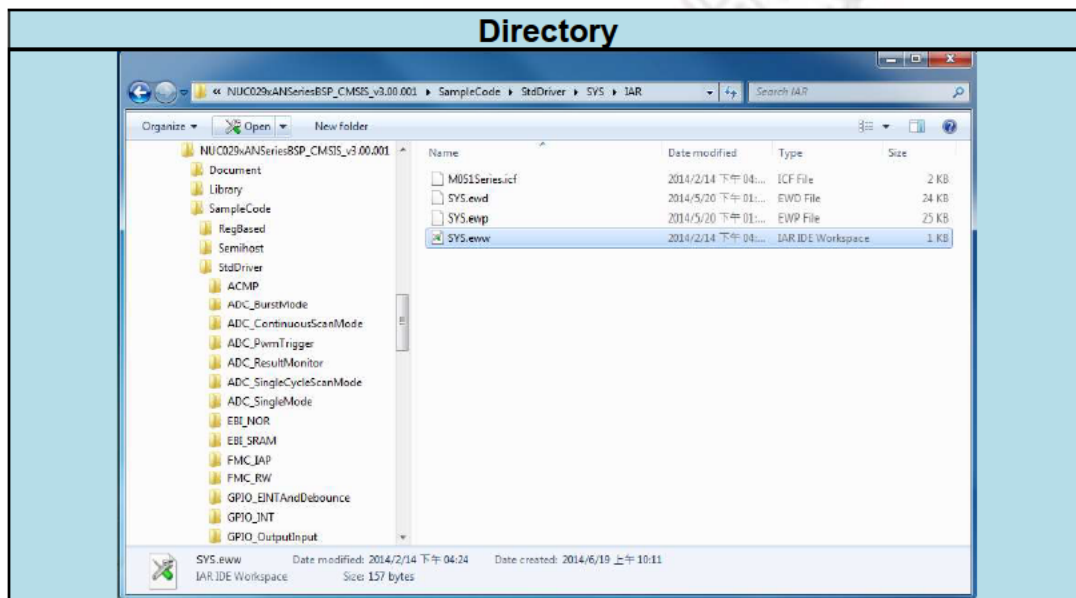 Directory
« NUC029xANSeriesBSP_CMSIS_v3.00.001 ▸ SampleCode ▸ StdDriver ▸ SYS ▸ IAR
Search IAR
Organize
Open
New folder
NUC029xANSeriesBSP_CMSIS_v3.00.001
Document
Library
SampleCode
RegBased
Semihost
StdDriver
ACMP
ADC_BurstMode
ADC_ContinuousScanMode
ADC_PwmTrigger
ADC_ResultMonitor
ADC_SingleCycleScanMode
ADC_SingleMode
EBI_NOR
EBI_SRAM
FMC_IAP
FMC_RW
GPIO_EINTAndDebounce
GPIO_INT
GPIO_OutputInput
Name Date modified Type Size
M051Series.icf 2014/2/14 下午 04:... ICF File 2 KB
SYS.ewd 2014/5/20 下午 01:... EWD File 24 KB
SYS.ewp 2014/5/20 下午 01:... EWP File 25 KB
SYS.eww 2014/2/14 下午 04:... IAR IDE Workspace 1 KB
SYS.eww Date modified: 2014/2/14 下午 04:24 Date created: 2014/6/19 上午 10:11
IAR IDE Workspace Size: 157 bytes